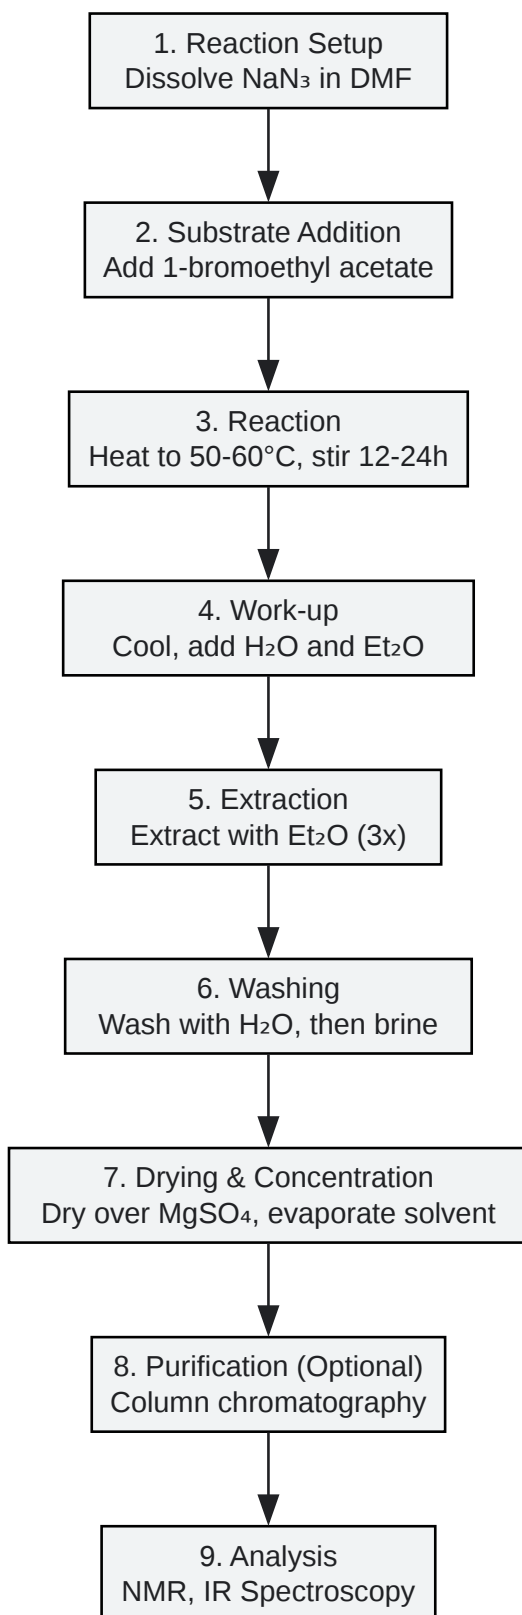 1. Reaction Setup
Dissolve NaN₃ in DMF
2. Substrate Addition
Add 1-bromoethyl acetate
3. Reaction
Heat to 50-60°C, stir 12-24h
4. Work-up
Cool, add H₂O and Et₂O
5. Extraction
Extract with Et₂O (3x)
6. Washing
Wash with H₂O, then brine
7. Drying & Concentration
Dry over MgSO₄, evaporate solvent
8. Purification (Optional)
Column chromatography
9. Analysis
NMR, IR Spectroscopy